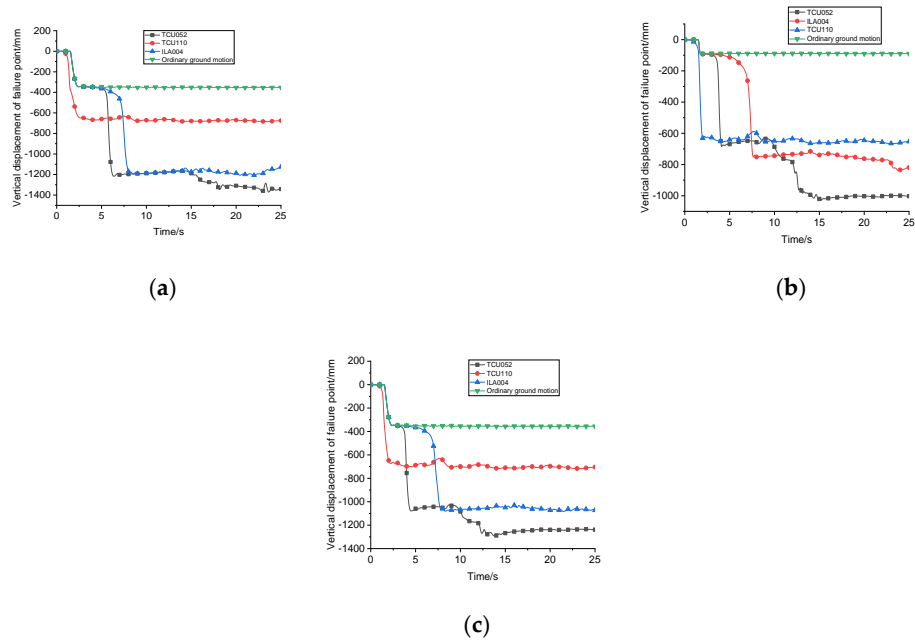 TCU052
TCU110
ILA004
Ordinary ground motion
Vertical displacement of failure point/mm
200
0
-200
-400
-600
-800
-1000
-1200
-1400
0 5 10 15 20 25
Time/s
(a)
TCU052
ILA004
TCU110
Ordinary ground motion
Vertical displacement of failure point/mm
0
-200
-400
-600
-800
-1000
0 5 10 15 20 25
Time/s
(b)
TCU052
TCU110
ILA004
Ordinary ground motion
Vertical displacement of failure point/mm
200
0
-200
-400
-600
-800
-1000
-1200
-1400
0 5 10 15 20 25
Time/s
(c)